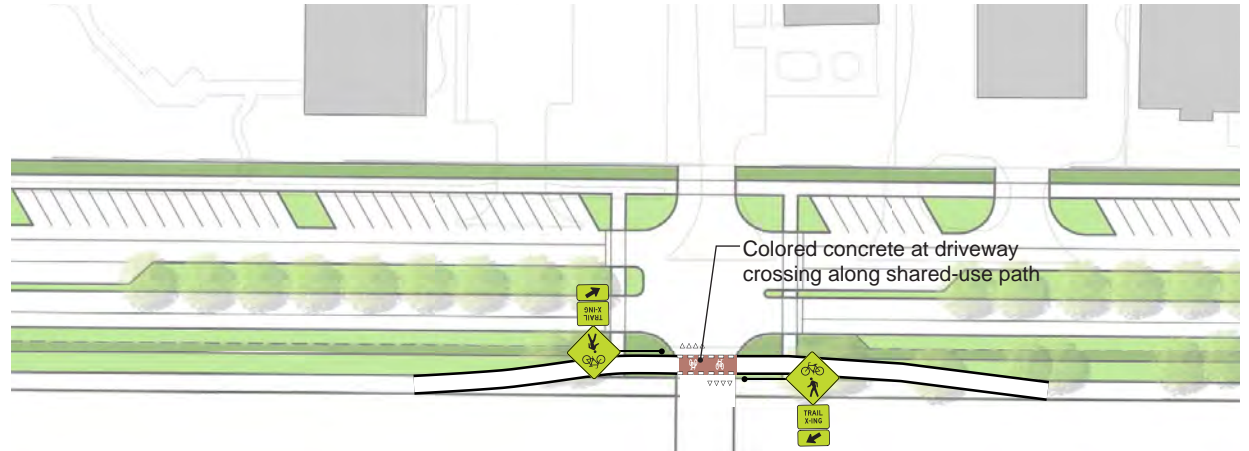 Colored concrete at driveway
crossing along shared-use path
TRAIL
X-ING
TRAIL
X-ING